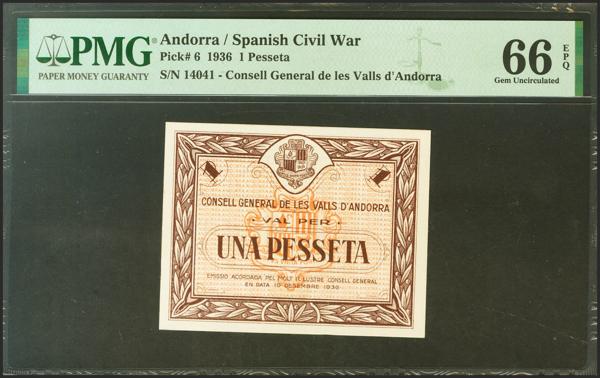 PMG®
PAPER MONEY GUARANTY
Andorra / Spanish Civil War
Pick# 6 1936 1 Pesseta
S/N 14041 - Consell General de les Valls d'Andorra
66 EPQ
Gem Uncirculated
1 1
CONSELL GENERAL DE LES VALLS D'ANDORRA
· VAL PER ·
UNA PESSETA
EMISSIO ACORDADA PEL MOLT IL·LUSTRE CONSELL GENERAL
EN DATA 19 DESEMBRE 1936